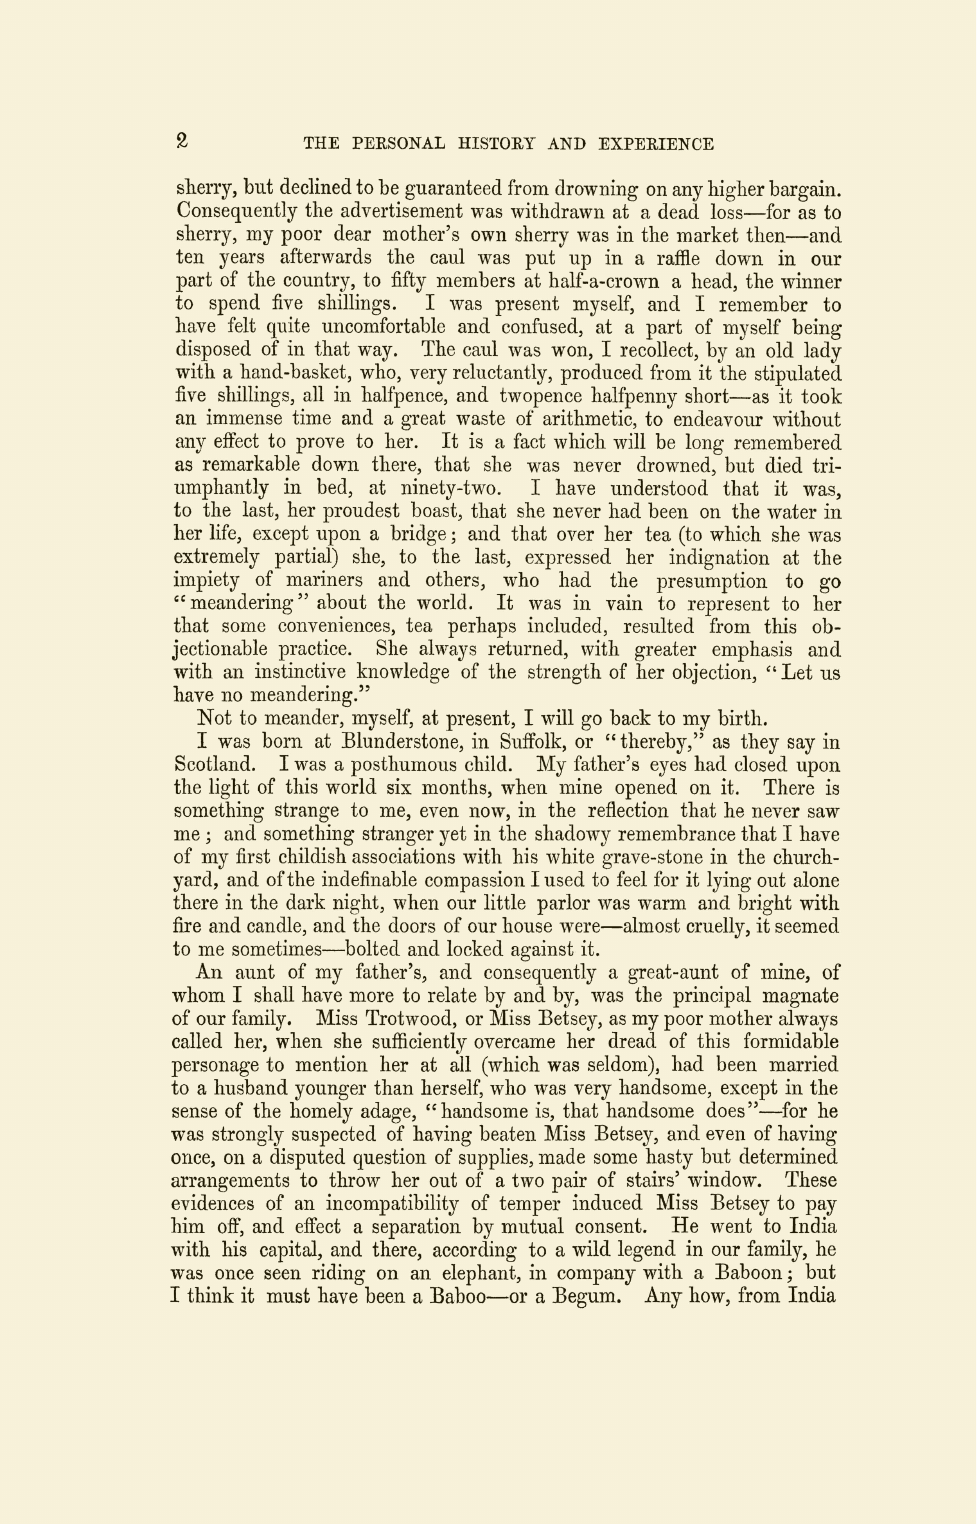 2 THE PERSONAL HISTORY AND EXPERIENCE
sherry, but declined to be guaranteed from drowning on any higher bargain.
Consequently the advertisement was withdrawn at a dead loss—for as to
sherry, my poor dear mother's own sherry was in the market then—and
ten years afterwards the caul was put up in a raffle down in our
part of the country, to fifty members at half-a-crown a head, the winner
to spend five shillings. I was present myself, and I remember to
have felt quite uncomfortable and confused, at a part of myself being
disposed of in that way. The caul was won, I recollect, by an old lady
with a hand-basket, who, very reluctantly, produced from it the stipulated
five shillings, all in halfpence, and twopence halfpenny short—as it took
an immense time and a great waste of arithmetic, to endeavour without
any effect to prove to her. It is a fact which will be long remembered
as remarkable down there, that she was never drowned, but died tri-
umphantly in bed, at ninety-two. I have understood that it was,
to the last, her proudest boast, that she never had been on the water in
her life, except upon a bridge; and that over her tea (to which she was
extremely partial) she, to the last, expressed her indignation at the
impiety of mariners and others, who had the presumption to go
“meandering” about the world. It was in vain to represent to her
that some conveniences, tea perhaps included, resulted from this ob-
jectionable practice. She always returned, with greater emphasis and
with an instinctive knowledge of the strength of her objection, “Let us
have no meandering.”
Not to meander, myself, at present, I will go back to my birth.
I was born at Blunderstone, in Suffolk, or “thereby,” as they say in
Scotland. I was a posthumous child. My father's eyes had closed upon
the light of this world six months, when mine opened on it. There is
something strange to me, even now, in the reflection that he never saw
me; and something stranger yet in the shadowy remembrance that I have
of my first childish associations with his white grave-stone in the church-
yard, and of the indefinable compassion I used to feel for it lying out alone
there in the dark night, when our little parlor was warm and bright with
fire and candle, and the doors of our house were—almost cruelly, it seemed
to me sometimes—bolted and locked against it.
An aunt of my father's, and consequently a great-aunt of mine, of
whom I shall have more to relate by and by, was the principal magnate
of our family. Miss Trotwood, or Miss Betsey, as my poor mother always
called her, when she sufficiently overcame her dread of this formidable
personage to mention her at all (which was seldom), had been married
to a husband younger than herself, who was very handsome, except in the
sense of the homely adage, “handsome is, that handsome does”—for he
was strongly suspected of having beaten Miss Betsey, and even of having
once, on a disputed question of supplies, made some hasty but determined
arrangements to throw her out of a two pair of stairs' window. These
evidences of an incompatibility of temper induced Miss Betsey to pay
him off, and effect a separation by mutual consent. He went to India
with his capital, and there, according to a wild legend in our family, he
was once seen riding on an elephant, in company with a Baboon; but
I think it must have been a Baboo—or a Begum. Any how, from India